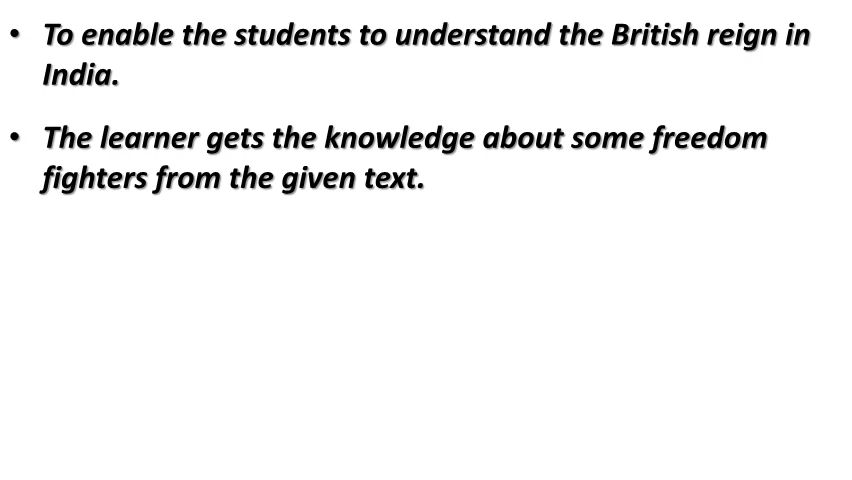 • To enable the students to understand the British reign in
India.
• The learner gets the knowledge about some freedom
fighters from the given text.